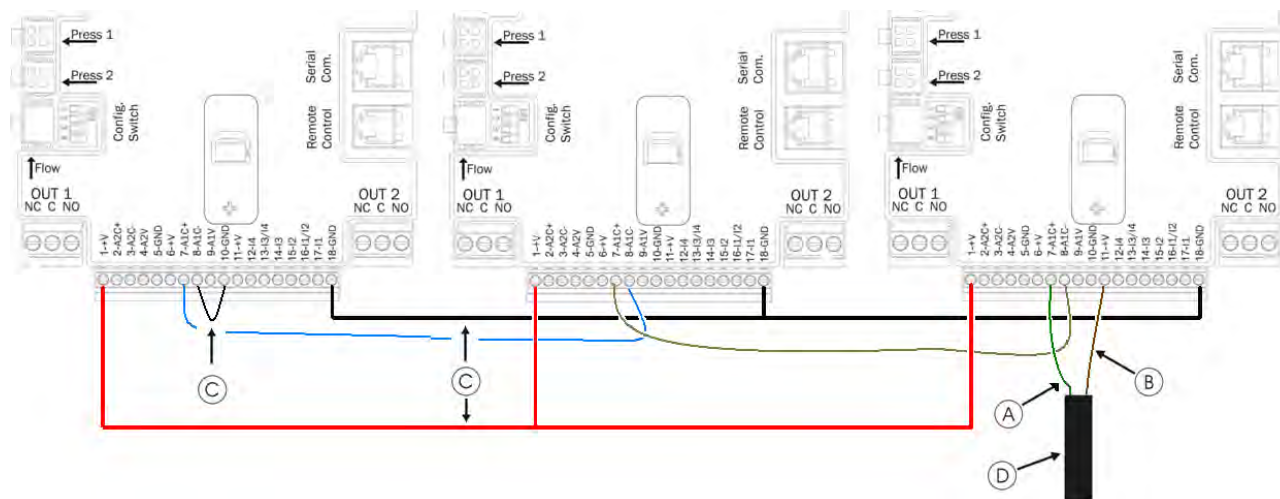 Press 1
Press 2
Config.
Switch
Serial
Com.
Remote
Control
Flow
OUT 1
NC C NO
OUT 2
NC C NO
1-+V
2-A2C+
3-A2C-
4-A2V
5-GND
6-+V
7-A1C+
8-A1C-
9-A1V
10-GND
11-+V
12-I4
13-I3/I4
14-I3
15-I2
16-I1/I2
17-I1
18-GND
Press 1
Press 2
Config.
Switch
Serial
Com.
Remote
Control
Flow
OUT 1
NC C NO
OUT 2
NC C NO
1-+V
2-A2C+
3-A2C-
4-A2V
5-GND
6-+V
7-A1C+
8-A1C-
9-A1V
10-GND
11-+V
12-I4
13-I3/I4
14-I3
15-I2
16-I1/I2
17-I1
18-GND
Press 1
Press 2
Config.
Switch
Serial
Com.
Remote
Control
Flow
OUT 1
NC C NO
OUT 2
NC C NO
1-+V
2-A2C+
3-A2C-
4-A2V
5-GND
6-+V
7-A1C+
8-A1C-
9-A1V
10-GND
11-+V
12-I4
13-I3/I4
14-I3
15-I2
16-I1/I2
17-I1
18-GND
C
C
B
A
D